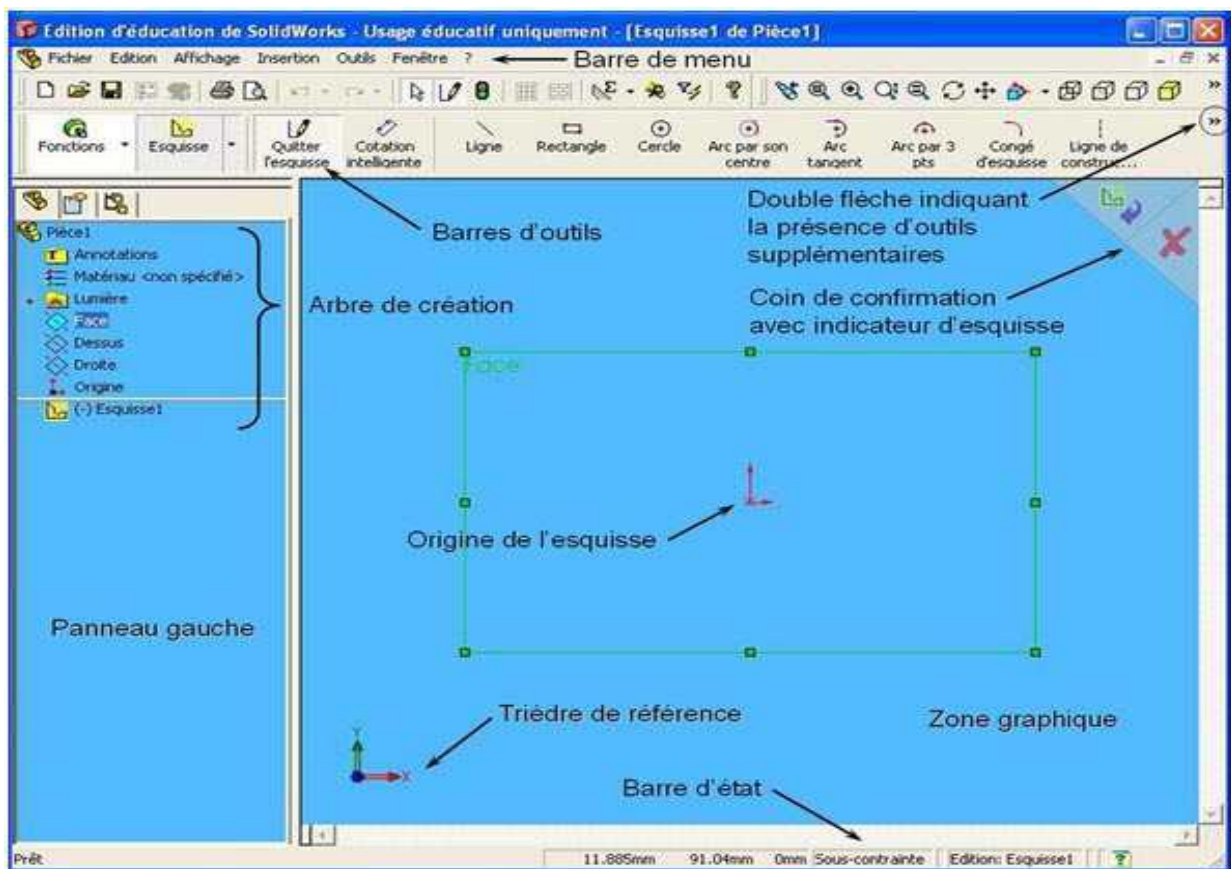 Edition d'éducation de SolidWorks - Usage éducatif uniquement - [Esquisse1 de Pièce1]
Fichier Edition Affichage Insertion Outils Fenêtre ?
Barre de menu
Fonctions Esquisse Quitter l'esquisse Cotation intelligente Ligne Rectangle Cercle Arc par son centre Arc tangent Arc par 3 pts Congé d'esquisse Ligne de construc...
Pièce1
Annotations
Matériau <non spécifié>
Lumière
Face
Dessus
Droite
Origine
(-) Esquisse1
Arbre de création
Panneau gauche
Barres d'outils
Double flèche indiquant
la présence d'outils
supplémentaires
Coin de confirmation
avec indicateur d'esquisse
Face
Origine de l'esquisse
Trièdre de référence
Zone graphique
Y
X
Barre d'état
Prêt 11.885mm 91.04mm 0mm Sous-contrainte Edition: Esquisse1 ?